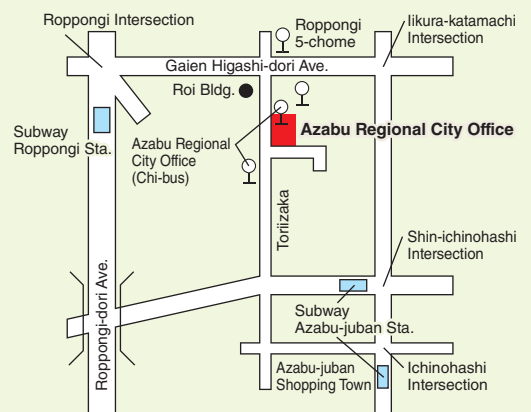 Roppongi Intersection
Roppongi
5-chome
Iikura-katamachi
Intersection
Gaien Higashi-dori Ave.
Roi Bldg.
Subway
Roppongi Sta.
Azabu Regional
City Office
(Chi-bus)
Azabu Regional City Office
Toriizaka
Shin-ichinohashi
Intersection
Roppongi-dori Ave.
Subway
Azabu-juban Sta.
Azabu-juban
Shopping Town
Ichinohashi
Intersection